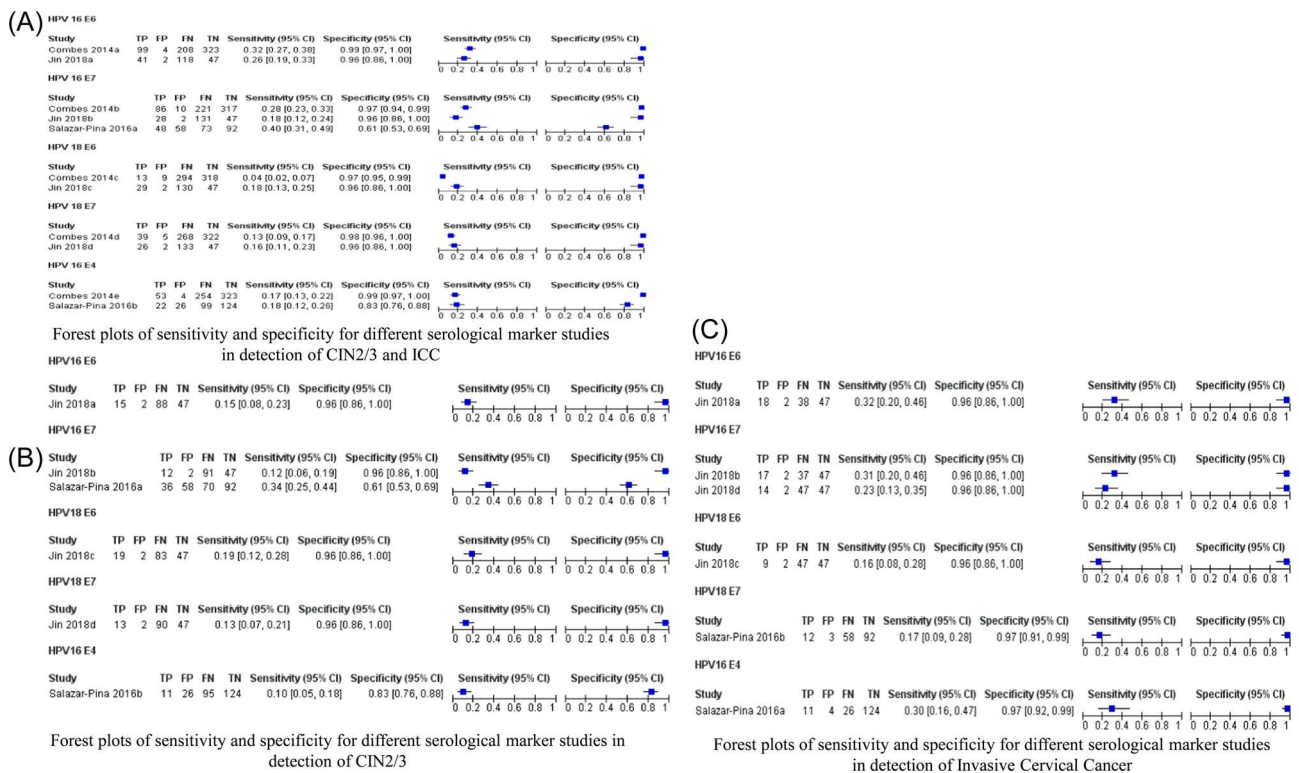 (A)
HPV 16 E6
Study TP FP FN TN Sensitivity (95% CI) Specificity (95% CI) Sensitivity (95% CI) Specificity (95% CI)
Combes 2014a 99 4 208 323 0.32 [0.27, 0.38] 0.99 [0.97, 1.00]
Jin 2018a 41 2 118 47 0.26 [0.19, 0.33] 0.96 [0.86, 1.00]
0 0.2 0.4 0.6 0.8 1 0 0.2 0.4 0.6 0.8 1
HPV 16 E7
Study TP FP FN TN Sensitivity (95% CI) Specificity (95% CI) Sensitivity (95% CI) Specificity (95% CI)
Combes 2014b 86 10 221 317 0.28 [0.23, 0.33] 0.97 [0.94, 0.99]
Jin 2018b 28 2 131 47 0.18 [0.12, 0.24] 0.96 [0.86, 1.00]
Salazar-Pina 2016a 48 58 73 92 0.40 [0.31, 0.49] 0.61 [0.53, 0.69]
0 0.2 0.4 0.6 0.8 1 0 0.2 0.4 0.6 0.8 1
HPV 18 E6
Study TP FP FN TN Sensitivity (95% CI) Specificity (95% CI) Sensitivity (95% CI) Specificity (95% CI)
Combes 2014c 13 9 294 318 0.04 [0.02, 0.07] 0.97 [0.95, 0.99]
Jin 2018c 29 2 130 47 0.18 [0.13, 0.25] 0.96 [0.86, 1.00]
0 0.2 0.4 0.6 0.8 1 0 0.2 0.4 0.6 0.8 1
HPV 18 E7
Study TP FP FN TN Sensitivity (95% CI) Specificity (95% CI) Sensitivity (95% CI) Specificity (95% CI)
Combes 2014d 39 5 268 322 0.13 [0.09, 0.17] 0.98 [0.96, 1.00]
Jin 2018d 26 2 133 47 0.16 [0.11, 0.23] 0.96 [0.86, 1.00]
0 0.2 0.4 0.6 0.8 1 0 0.2 0.4 0.6 0.8 1
HPV 16 E4
Study TP FP FN TN Sensitivity (95% CI) Specificity (95% CI) Sensitivity (95% CI) Specificity (95% CI)
Combes 2014e 53 4 254 323 0.17 [0.13, 0.22] 0.99 [0.97, 1.00]
Salazar-Pina 2016b 22 26 99 124 0.18 [0.12, 0.26] 0.83 [0.76, 0.88]
0 0.2 0.4 0.6 0.8 1 0 0.2 0.4 0.6 0.8 1
Forest plots of sensitivity and specificity for different serological marker studies
in detection of CIN2/3 and ICC
(B)
HPV16 E6
Study TP FP FN TN Sensitivity (95% CI) Specificity (95% CI) Sensitivity (95% CI) Specificity (95% CI)
Jin 2018a 15 2 88 47 0.15 [0.08, 0.23] 0.96 [0.86, 1.00]
0 0.2 0.4 0.6 0.8 1 0 0.2 0.4 0.6 0.8 1
HPV16 E7
Study TP FP FN TN Sensitivity (95% CI) Specificity (95% CI) Sensitivity (95% CI) Specificity (95% CI)
Jin 2018b 12 2 91 47 0.12 [0.06, 0.19] 0.96 [0.86, 1.00]
Salazar-Pina 2016a 36 58 70 92 0.34 [0.25, 0.44] 0.61 [0.53, 0.69]
0 0.2 0.4 0.6 0.8 1 0 0.2 0.4 0.6 0.8 1
HPV18 E6
Study TP FP FN TN Sensitivity (95% CI) Specificity (95% CI) Sensitivity (95% CI) Specificity (95% CI)
Jin 2018c 19 2 83 47 0.19 [0.12, 0.28] 0.96 [0.86, 1.00]
0 0.2 0.4 0.6 0.8 1 0 0.2 0.4 0.6 0.8 1
HPV18 E7
Study TP FP FN TN Sensitivity (95% CI) Specificity (95% CI) Sensitivity (95% CI) Specificity (95% CI)
Jin 2018d 13 2 90 47 0.13 [0.07, 0.21] 0.96 [0.86, 1.00]
0 0.2 0.4 0.6 0.8 1 0 0.2 0.4 0.6 0.8 1
HPV16 E4
Study TP FP FN TN Sensitivity (95% CI) Specificity (95% CI) Sensitivity (95% CI) Specificity (95% CI)
Salazar-Pina 2016b 11 26 95 124 0.10 [0.05, 0.18] 0.83 [0.76, 0.88]
0 0.2 0.4 0.6 0.8 1 0 0.2 0.4 0.6 0.8 1
Forest plots of sensitivity and specificity for different serological marker studies in
detection of CIN2/3
(C)
HPV16 E6
Study TP FP FN TN Sensitivity (95% CI) Specificity (95% CI) Sensitivity (95% CI) Specificity (95% CI)
Jin 2018a 18 2 38 47 0.32 [0.20, 0.46] 0.96 [0.86, 1.00]
0 0.2 0.4 0.6 0.8 1 0 0.2 0.4 0.6 0.8 1
HPV16 E7
Study TP FP FN TN Sensitivity (95% CI) Specificity (95% CI) Sensitivity (95% CI) Specificity (95% CI)
Jin 2018b 17 2 37 47 0.31 [0.20, 0.46] 0.96 [0.86, 1.00]
Jin 2018d 14 2 47 47 0.23 [0.13, 0.35] 0.96 [0.86, 1.00]
0 0.2 0.4 0.6 0.8 1 0 0.2 0.4 0.6 0.8 1
HPV18 E6
Study TP FP FN TN Sensitivity (95% CI) Specificity (95% CI) Sensitivity (95% CI) Specificity (95% CI)
Jin 2018c 9 2 47 47 0.16 [0.08, 0.28] 0.96 [0.86, 1.00]
0 0.2 0.4 0.6 0.8 1 0 0.2 0.4 0.6 0.8 1
HPV18 E7
Study TP FP FN TN Sensitivity (95% CI) Specificity (95% CI) Sensitivity (95% CI) Specificity (95% CI)
Salazar-Pina 2016b 12 3 58 92 0.17 [0.09, 0.28] 0.97 [0.91, 0.99]
0 0.2 0.4 0.6 0.8 1 0 0.2 0.4 0.6 0.8 1
HPV16 E4
Study TP FP FN TN Sensitivity (95% CI) Specificity (95% CI) Sensitivity (95% CI) Specificity (95% CI)
Salazar-Pina 2016a 11 4 26 124 0.30 [0.16, 0.47] 0.97 [0.92, 0.99]
0 0.2 0.4 0.6 0.8 1 0 0.2 0.4 0.6 0.8 1
Forest plots of sensitivity and specificity for different serological marker studies
in detection of Invasive Cervical Cancer